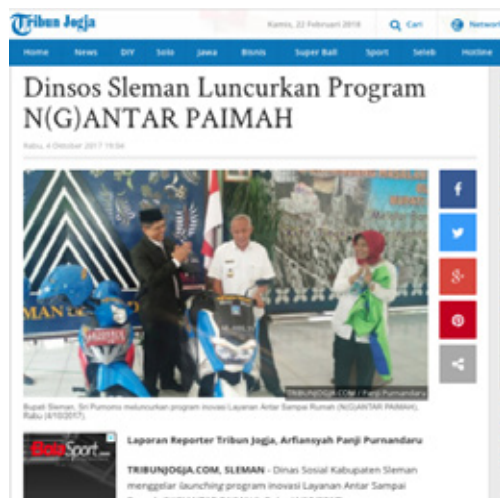 Tribun Jogja
Kamis, 22 Februari 2018 Cari Network
Home News DIY Solo Jawa Bisnis Super Ball Sport Seleb Hotline
Dinsos Sleman Luncurkan Program
N(G)ANTAR PAIMAH
Rabu, 4 Oktober 2017 19:04
MAN
TRIBUNJOGJA.COM / Panji Purnandaru
Bupati Sleman, Sri Purnomo meluncurkan program inovasi Layanan Antar Sampai Rumah (N(G)ANTAR PAIMAH),
Rabu (4/10/2017).
BolaSport.com
Laporan Reporter Tribun Jogja, Arfiansyah Panji Purnandaru
TRIBUNJOGJA.COM, SLEMAN - Dinas Sosial Kabupaten Sleman
menggelar launching program inovasi Layanan Antar Sampai